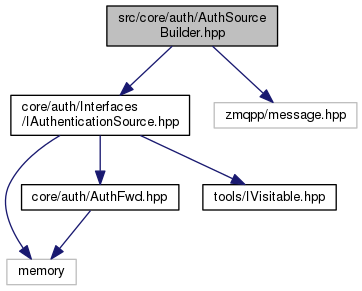 src/core/auth/AuthSource
Builder.hpp
core/auth/Interfaces
/IAuthenticationSource.hpp
zmqpp/message.hpp
core/auth/AuthFwd.hpp
tools/IVisitable.hpp
memory